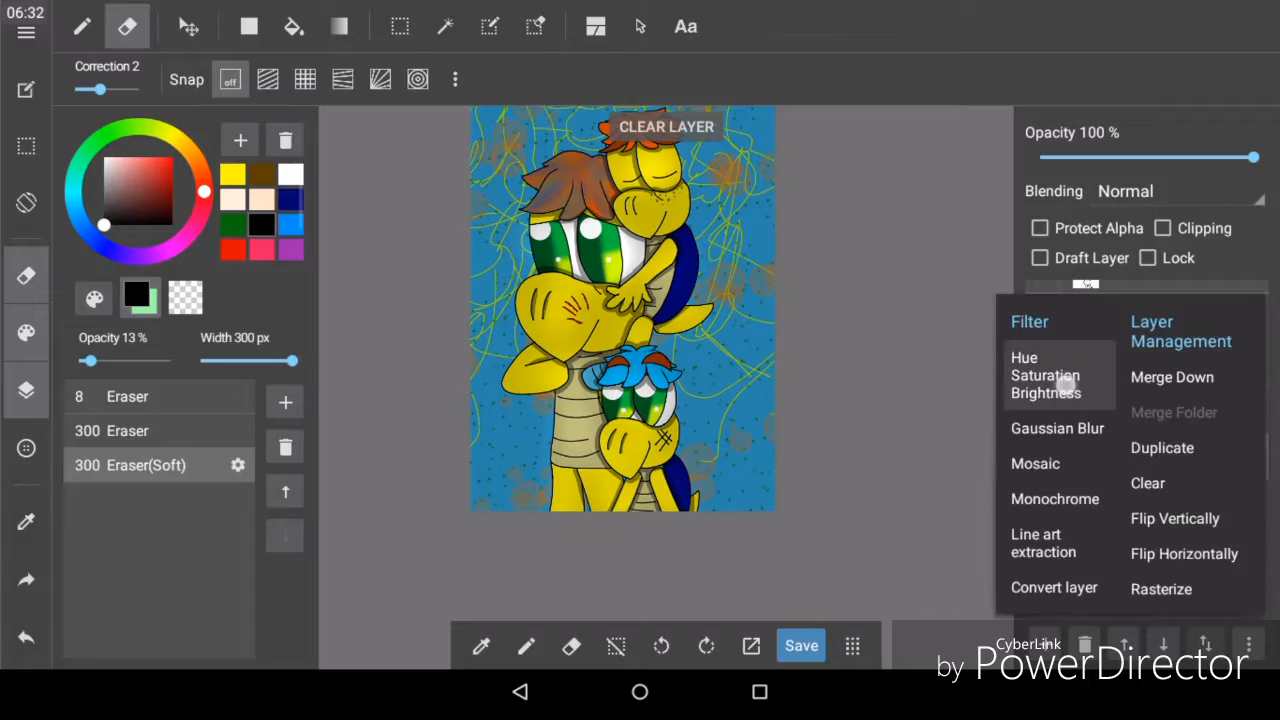 06:32
Aa
Correction 2
Snap
off
CLEAR LAYER
Opacity 13 %
Width 300 px
8 Eraser
300 Eraser
300 Eraser(Soft)
Save
Opacity 100 %
Blending Normal
Protect Alpha
Clipping
Draft Layer
Lock
Filter
Hue
Saturation
Brightness
Gaussian Blur
Mosaic
Monochrome
Line art
extraction
Convert layer
Layer
Management
Merge Down
Merge Folder
Duplicate
Clear
Flip Vertically
Flip Horizontally
Rasterize
CyberLink
by PowerDirector